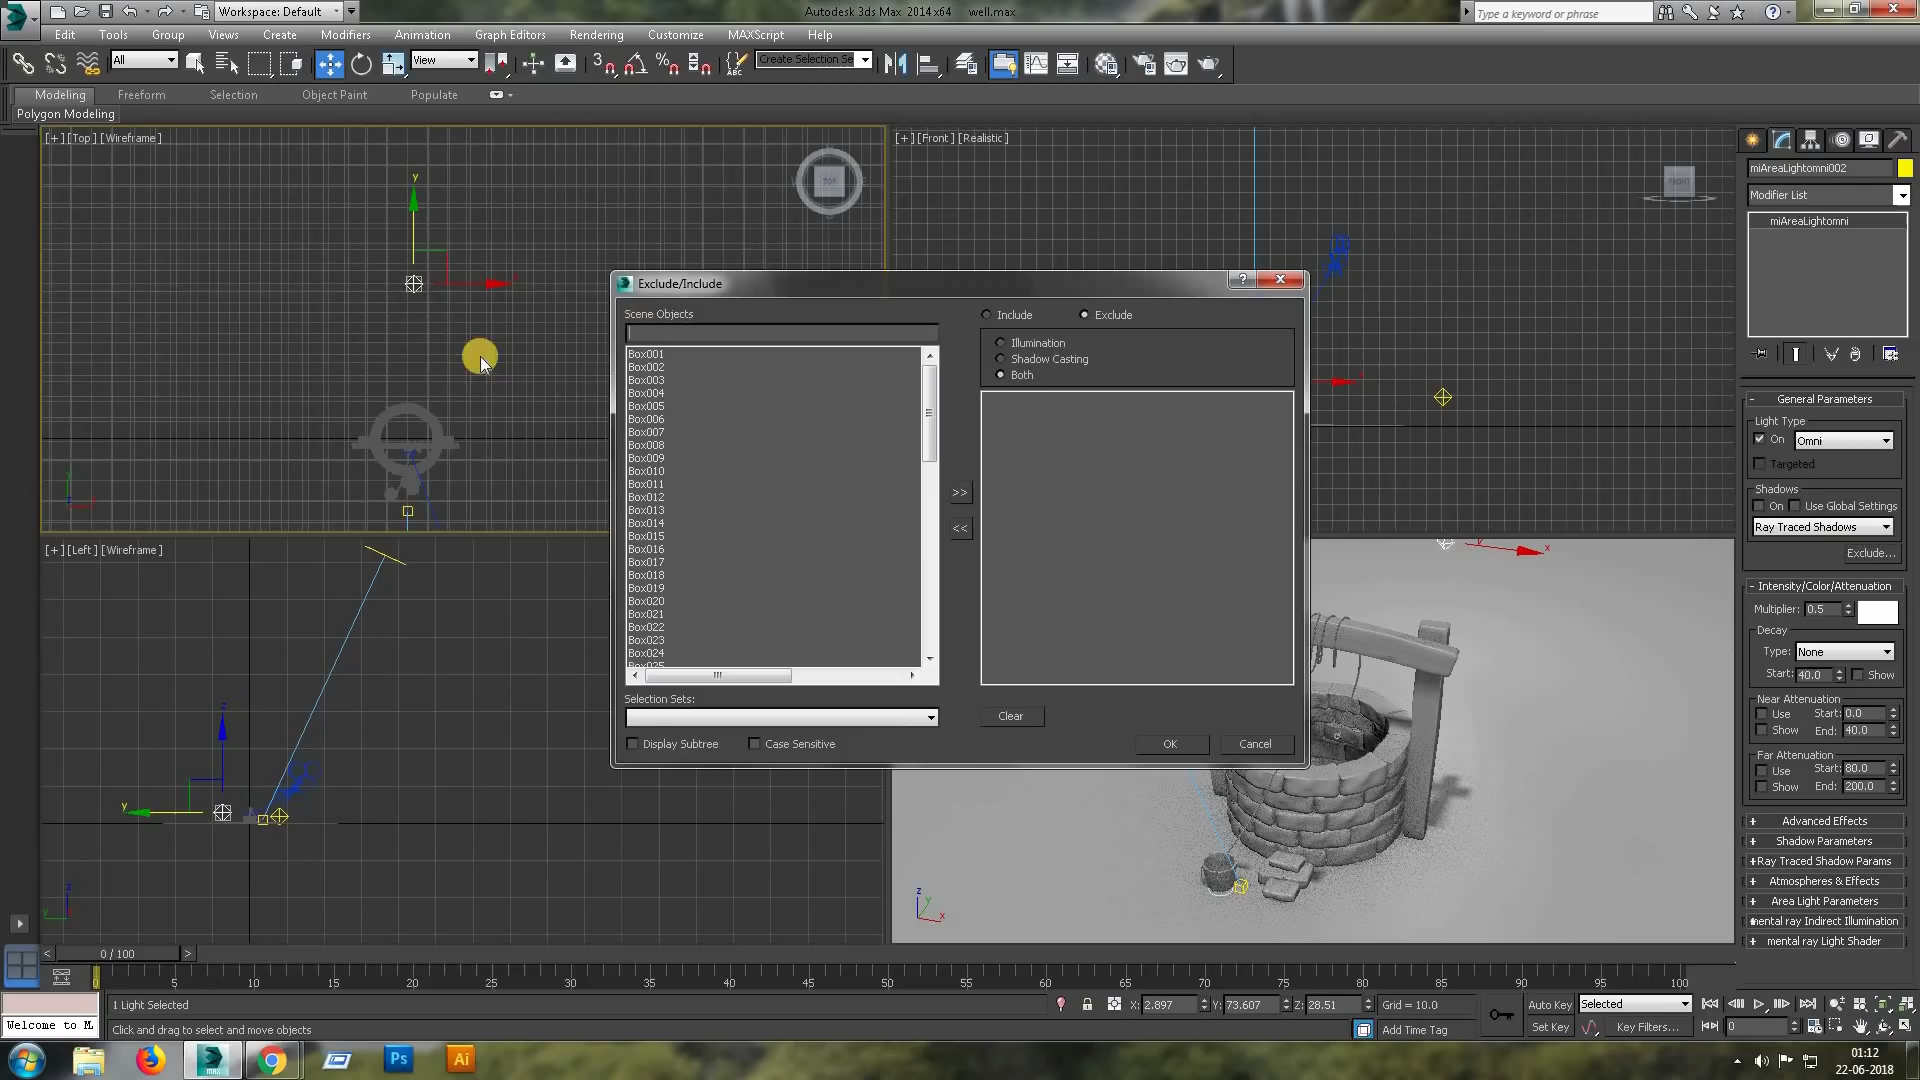 Workspace: Default
Autodesk 3ds Max 2014 x64 well.max
Type a keyword or phrase
Edit Tools Group Views Create Modifiers Animation Graph Editors Rendering Customize MAXScript Help
All View Create Selection Se
Modeling Freeform Selection Object Paint Populate
Polygon Modeling
[+] [Top] [Wireframe]
TOP
[+] [Front] [Realistic]
FRONT
[+] [Left] [Wireframe]
Exclude/Include
Scene Objects
Box001
Box002
Box003
Box004
Box005
Box006
Box007
Box008
Box009
Box010
Box011
Box012
Box013
Box014
Box015
Box016
Box017
Box018
Box019
Box020
Box021
Box022
Box023
Box024
Box025
Include Exclude
Illumination
Shadow Casting
Both
>>
<<
Selection Sets:
Clear
Display Subtree Case Sensitive
OK Cancel
miAreaLightomni002
Modifier List
miAreaLightomni
- General Parameters
Light Type
On Omni
Targeted
Shadows
On Use Global Settings
Ray Traced Shadows
Exclude...
- Intensity/Color/Attenuation
Multiplier: 0.5
Decay
Type: None
Start: 40.0 Show
Near Attenuation
Use Start: 0.0
Show End: 40.0
Far Attenuation
Use Start: 80.0
Show End: 200.0
+ Advanced Effects
+ Shadow Parameters
+ Ray Traced Shadow Params
+ Atmospheres & Effects
+ Area Light Parameters
+ mental ray Indirect Illumination
+ mental ray Light Shader
< 0 / 100 >
0 5 10 15 20 25 30 35 40 45 50 55 60 65 70 75 80 85 90 95 100
1 Light Selected X: 2.897 Y: 73.607 Z: 28.51 Grid = 10.0 Auto Key Selected
Welcome to M
Click and drag to select and move objects Add Time Tag Set Key Key Filters... 0
MAX Ps Ai
01:12
22-06-2018